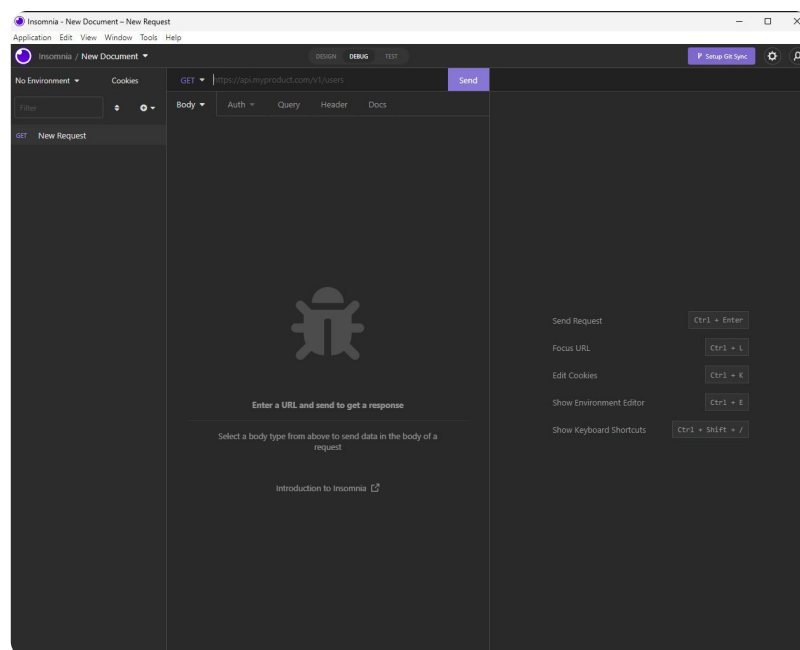 Insomnia - New Document – New Request
Application Edit View Window Tools Help
Insomnia / New Document
DESIGN DEBUG TEST
Setup Git Sync
No Environment Cookies
GET https://api.myproduct.com/v1/users Send
Filter
Body Auth Query Header Docs
GET New Request
Enter a URL and send to get a response
Select a body type from above to send data in the body of a
request
Introduction to Insomnia
Send Request Ctrl + Enter
Focus URL Ctrl + L
Edit Cookies Ctrl + K
Show Environment Editor Ctrl + E
Show Keyboard Shortcuts Ctrl + Shift + /